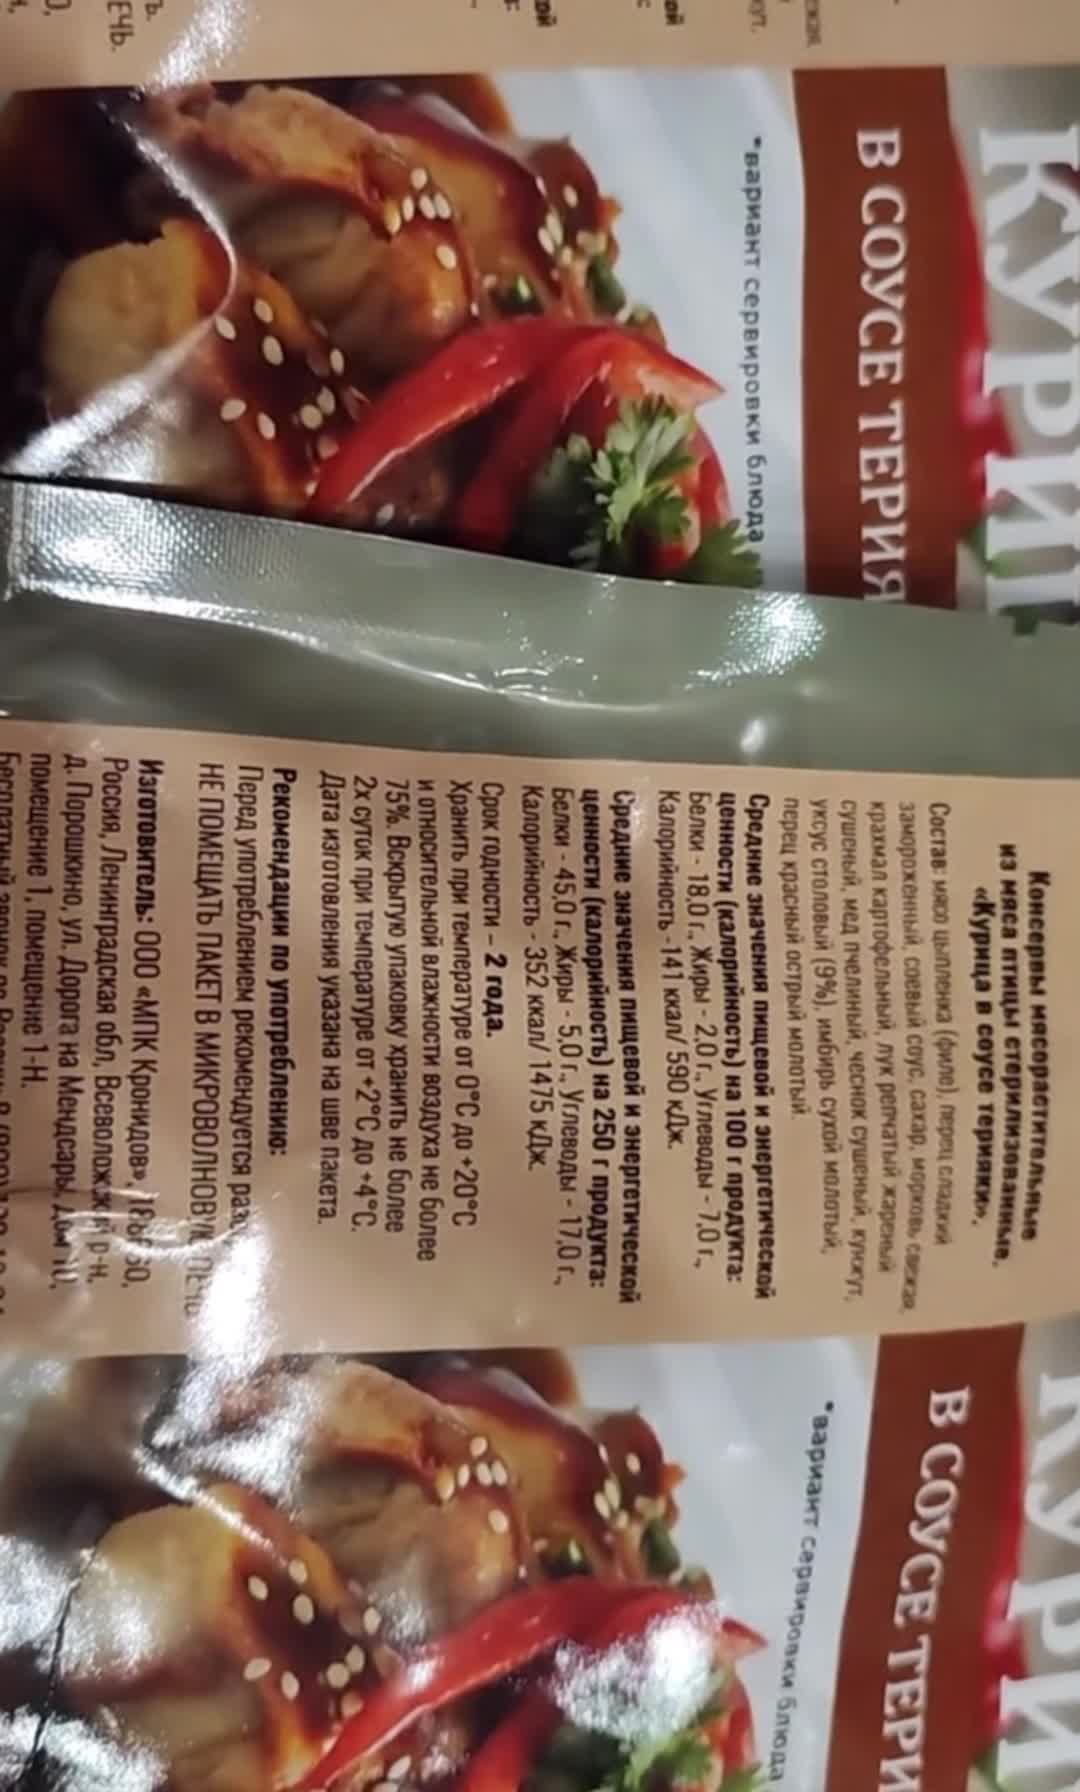 КУРИЦ
В СОУСЕ ТЕРИЯ
*вариант сервировки блюда
Консервы мясорастительные
из мяса птицы стерилизованные.
«Курица в соусе терияки».
Состав: мясо цыпленка (филе), перец сладкий
замороженный, соевый соус, сахар, морковь свежая,
крахмал картофельный, лук репчатый жареный
сушеный, мед пчелиный, чеснок сушеный, кунжут,
уксус столовый (9%), имбирь сухой молотый,
перец красный острый молотый.
Средние значения пищевой и энергетической
ценности (калорийность) на 100 г продукта:
Белки - 18,0 г., Жиры - 2,0 г., Углеводы - 7,0 г.,
Калорийность -141 ккал/ 590 кДж.
Средние значения пищевой и энергетической
ценности (калорийность) на 250 г продукта:
Белки - 45,0 г., Жиры - 5,0 г., Углеводы - 17,0 г.,
Калорийность - 352 ккал/ 1475 кДж.
Срок годности – 2 года.
Хранить при температуре от 0°С до +20°С
и относительной влажности воздуха не более
75%. Вскрытую упаковку хранить не более
2х суток при температуре от +2°С до +4°С.
Дата изготовления указана на шве пакета.
Рекомендации по употреблению:
Перед употреблением рекомендуется
НЕ ПОМЕЩАТЬ ПАКЕТ В МИКРОВОЛНОВУЮ ПЕЧЬ
Изготовитель: ООО «МПК Кронидов»,
Россия, Ленинградская обл, Всеволожский р-н,
д. Порошкино, ул. Дорога на Мендсары, дом 10,
помещение 1, помещение 1-Н.
КУРИ
В СОУСЕ ТЕРИ
*вариант сервировки блюда